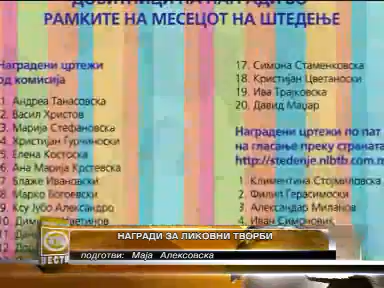 РАМКИТЕ НА МЕСЕЦОТ НА ШТЕДЕЊЕ
Наградени цртежи
од комисија
1. Андреа Танасовска
2. Васил Христов
3. Марија Стефановска
4. Христијан Ѓурчиноски
5. Елена Костоска
6. Ана Марија Крстевска
7. Блаже Ивановски
8. Марко Богоевски
9. Ксу Јубо Александро
10.
17. Симона Стаменковска
18. Кристијан Цветаноски
19. Ива Трајковска
20. Давид Маџар
Наградени цртежи по пат
на гласање преку страната
http://stedenje.nlbtb.com.m
1. Климентина Стојмиловска
2. Филип Герасимоски
3. Александар Миланов
4. Иван Симоновиќ
ВЕСТИ
НАГРАДИ ЗА ЛИКОВНИ ТВОРБИ
подготви: Маја Алексовска